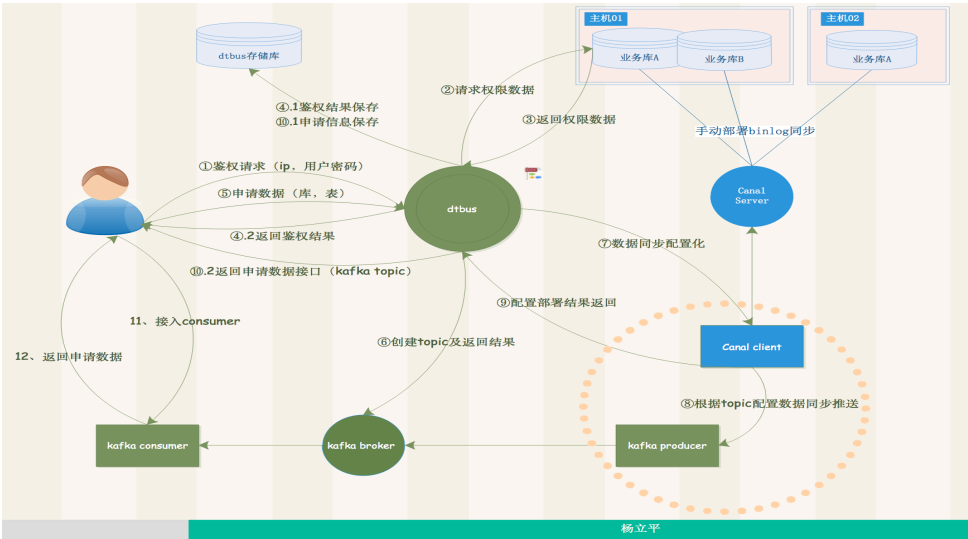 主机01
主机02
业务库A
业务库B
业务库A
dtbus存储库
②请求权限数据
④.1鉴权结果保存
⑩.1申请信息保存
③返回权限数据
手动部署binlog同步
①鉴权请求（ip，用户密码）
⑤申请数据（库，表）
dtbus
Canal
Server
④.2返回鉴权结果
⑦数据同步配置化
⑩.2返回申请数据接口（kafka topic）
⑨配置部署结果返回
11、接入consumer
⑥创建topic及返回结果
Canal client
12、返回申请数据
⑧根据topic配置数据同步推送
kafka consumer
kafka broker
kafka producer
杨立平